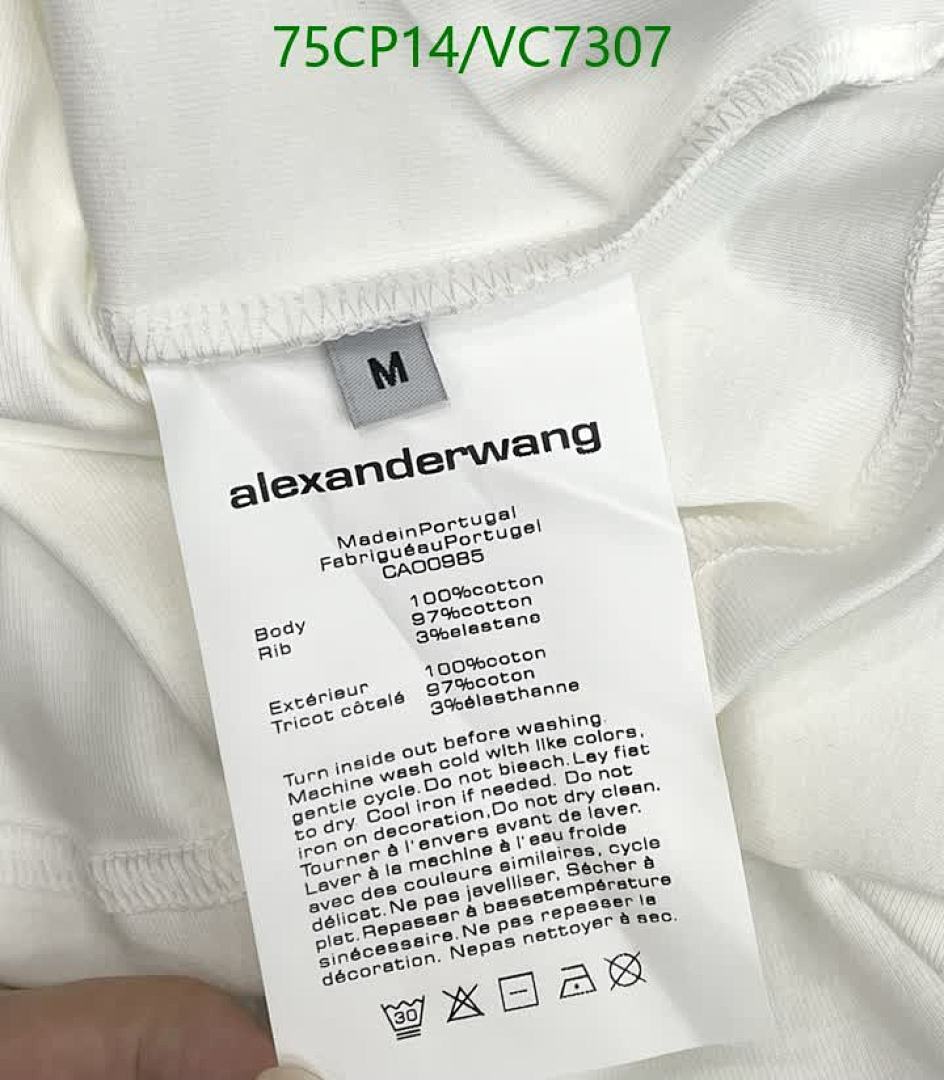 75CP14/VC7307
M
alexanderwang
MadeinPortugal
FabriguéauPortugel
CA00985
Body 100%cotton
Rib 97%cotton
3%elastane
Extérieur 100%coton
Tricot côtelé 97%coton
3%élasthanne
Turn inside out before washing.
Machine wash cold with like colors,
gentle cycle.Do not bieach.Lay fiat
to dry. Cool iron if needed. Do not
iron on decoration.Do not dry clean.
Tourner à l'envers avant de laver.
Laver à la machine à l'eau froide
avec des couleurs similaires, cycle
délicat.Ne pas javelliser. Sécher à
plat.Repasser à bassetempérature
sinécessaire.Ne pas repasser la
décoration. Nepas nettoyer à sec.
30